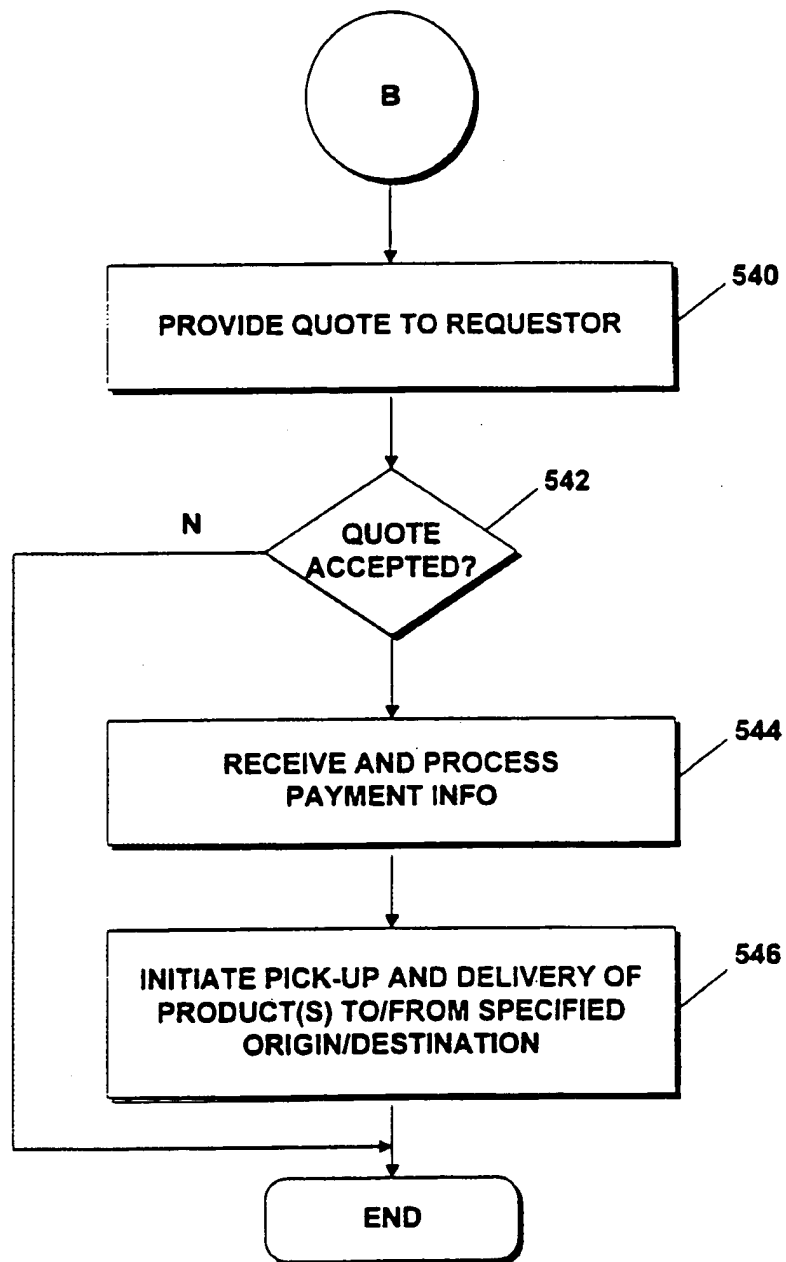 B
PROVIDE QUOTE TO REQUESTOR
540
QUOTE
ACCEPTED?
542
N
RECEIVE AND PROCESS
PAYMENT INFO
544
INITIATE PICK-UP AND DELIVERY OF
PRODUCT(S) TO/FROM SPECIFIED
ORIGIN/DESTINATION
546
END